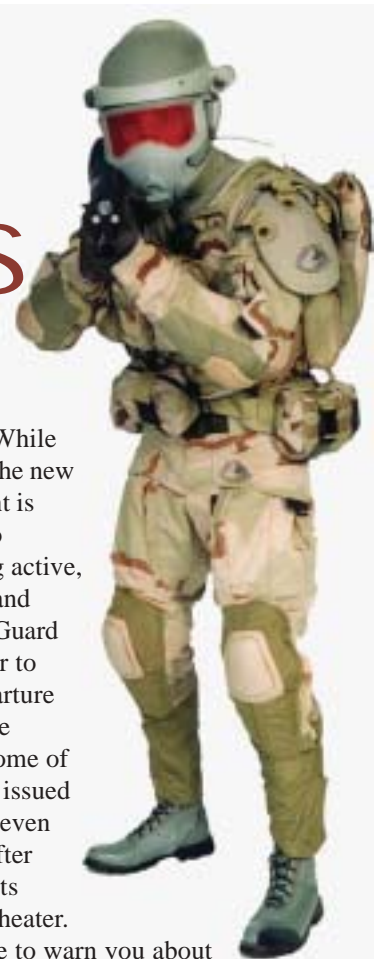 S
While
he new
t is
g active,
and
Guard
r to
arture
e
ome of
issued
even
fter
ts
heater.
e to warn you about